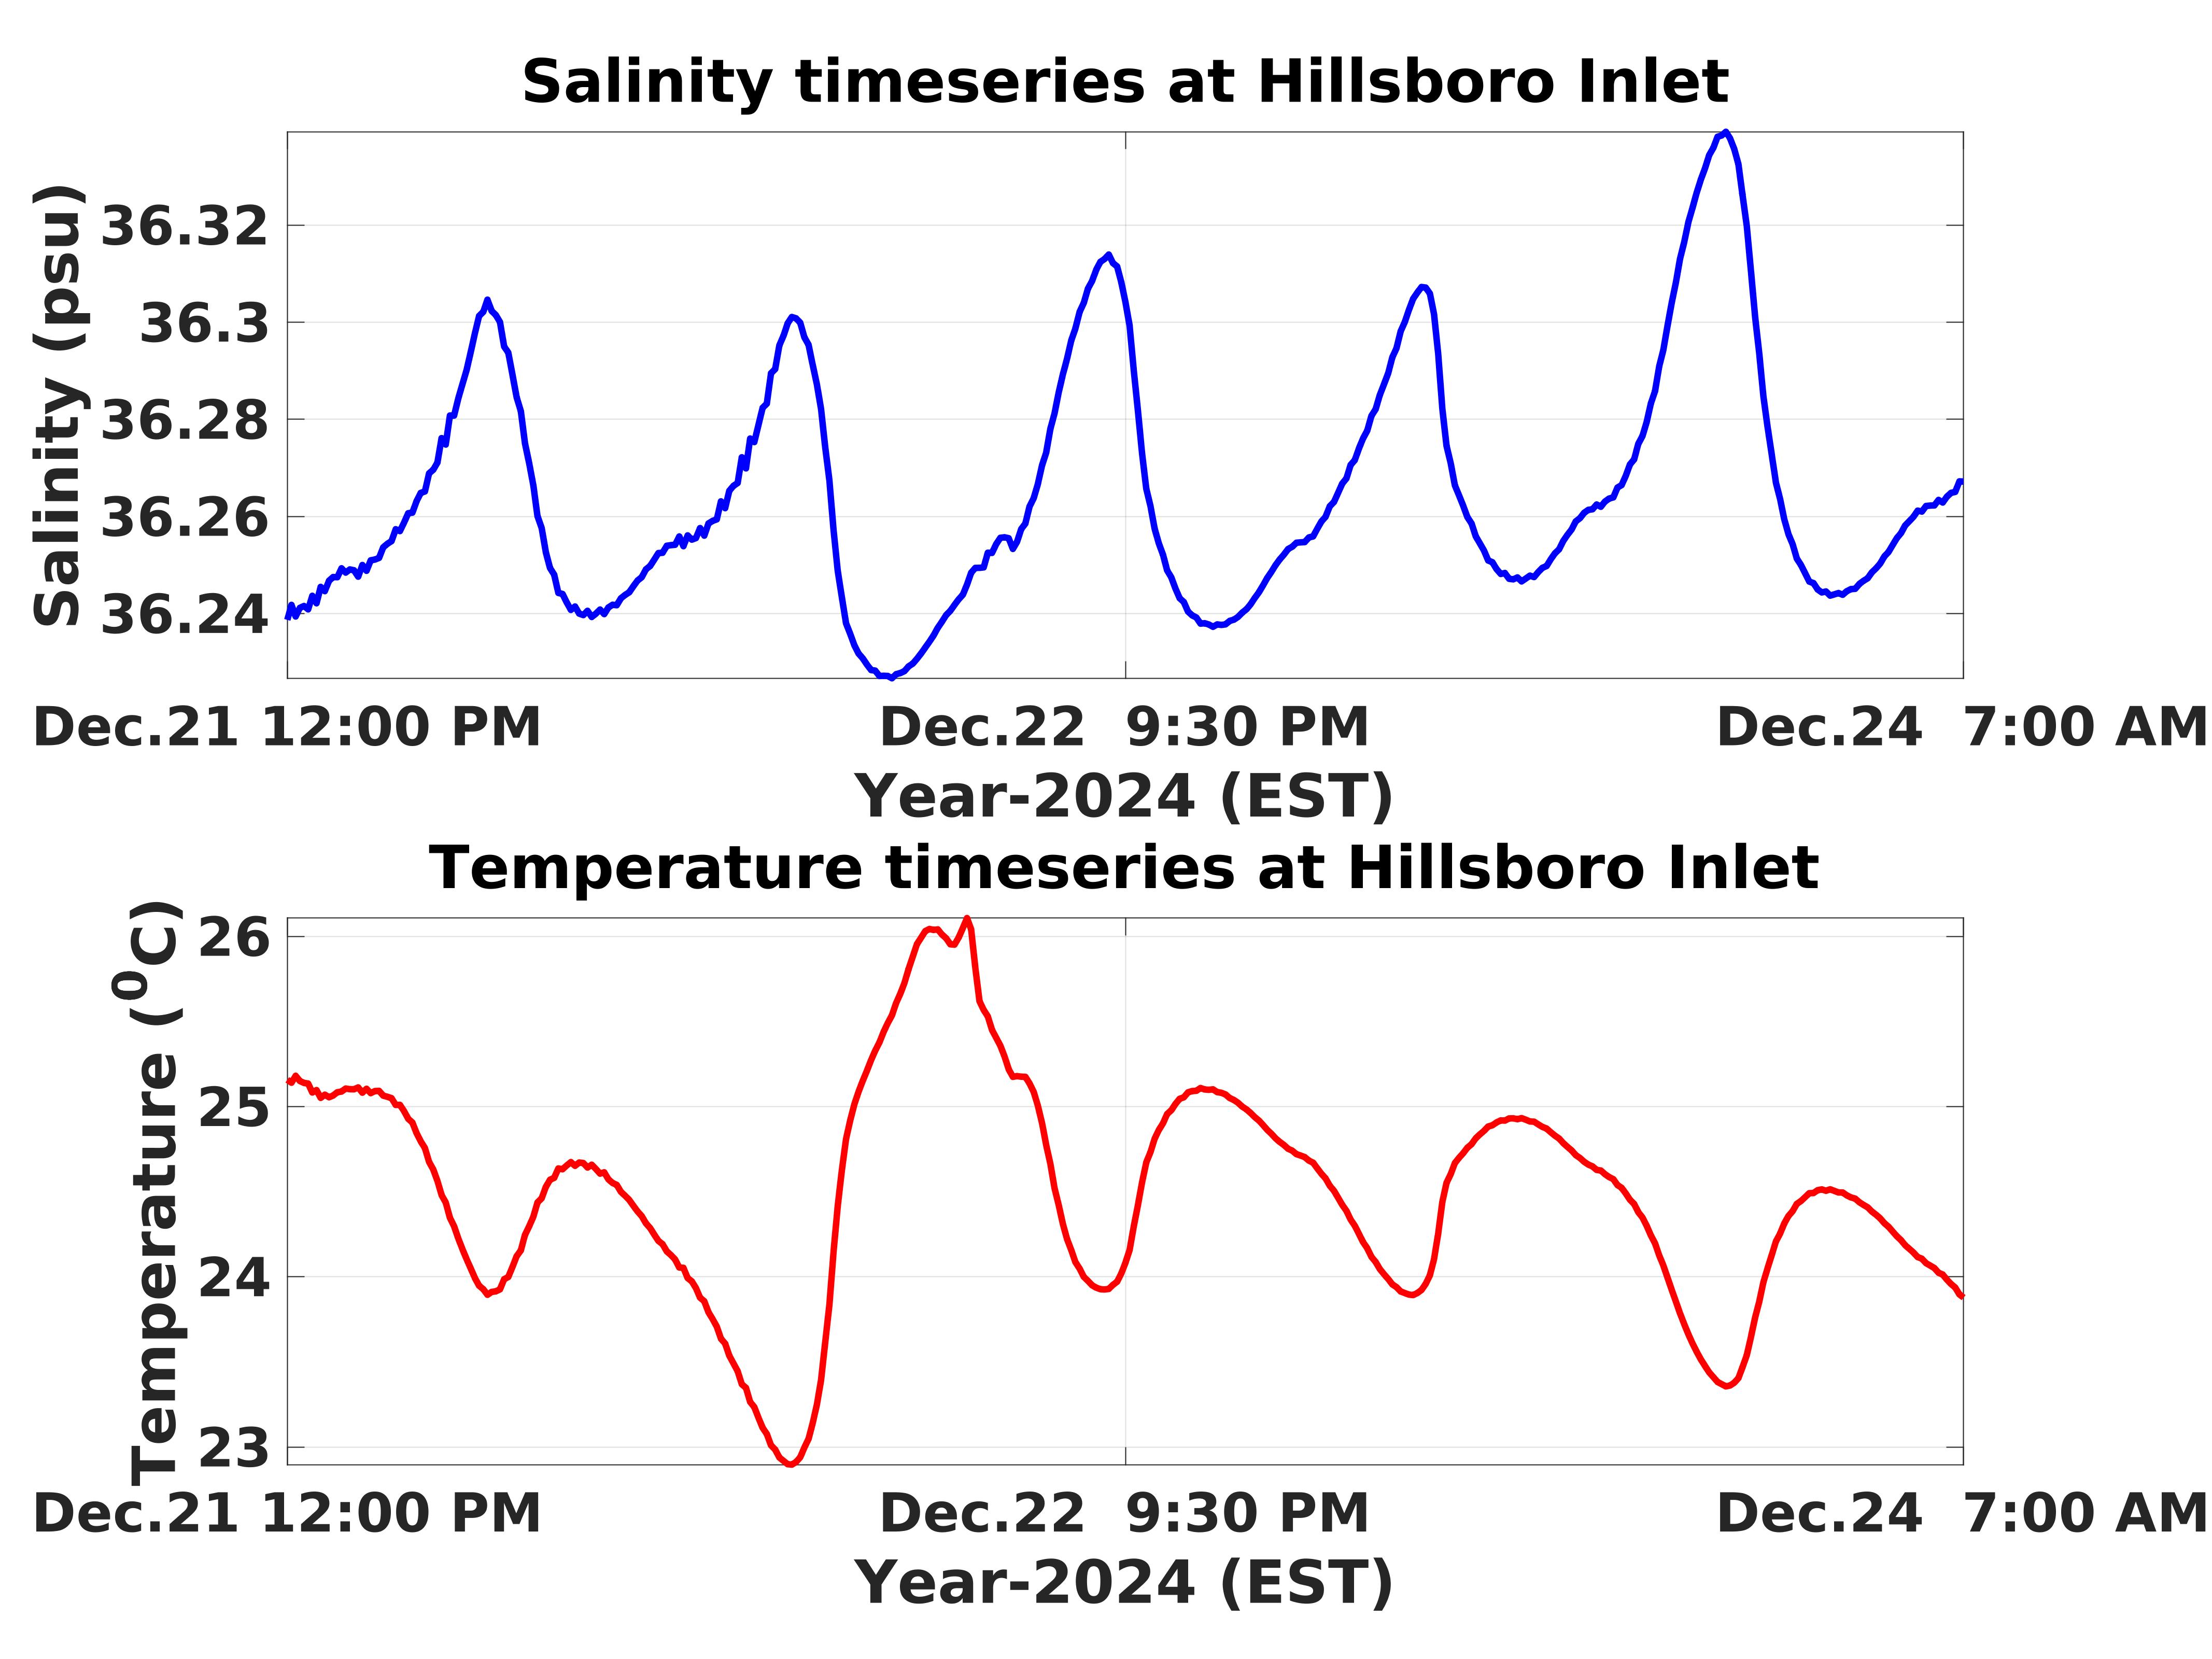 Salinity timeseries at Hillsboro Inlet
Salinity (psu)
36.32
36.3
36.28
36.26
36.24
Dec.21 12:00 PM Dec.22 9:30 PM Dec.24 7:00 AM
Year-2024 (EST)
Temperature timeseries at Hillsboro Inlet
Temperature (⁰C)
26
25
24
23
Dec.21 12:00 PM Dec.22 9:30 PM Dec.24 7:00 AM
Year-2024 (EST)